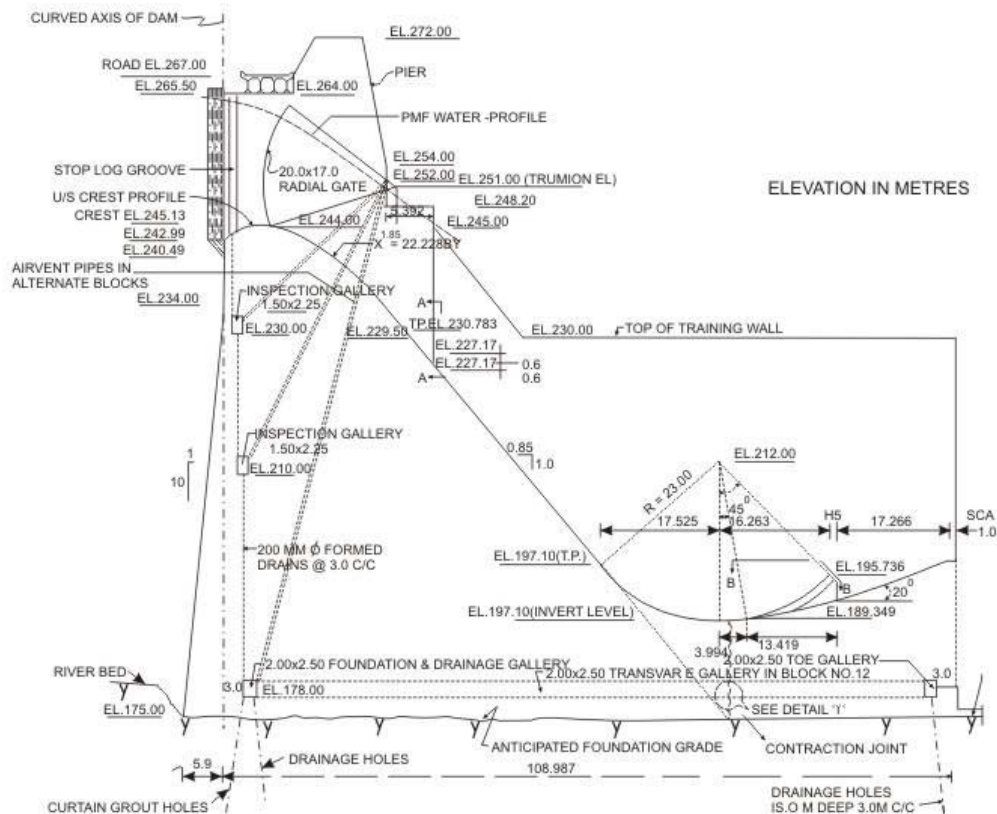 CURVED AXIS OF DAM
EL.272.00
ROAD EL.267.00
EL.265.50
EL.264.00
PIER
PMF WATER -PROFILE
STOP LOG GROOVE
20.0x17.0
RADIAL GATE
EL.254.00
EL.252.00
EL.251.00 (TRUMION EL)
ELEVATION IN METRES
U/S CREST PROFILE
CREST EL.245.13
EL.244.00
5.392
EL.248.20
EL.245.00
EL.242.99
EL.240.49
X 1.85 = 22.228BY
AIRVENT PIPES IN
ALTERNATE BLOCKS
EL.234.00
INSPECTION GALLERY
1.50x2.25
EL.230.00
EL.229.50
A
TP.EL.230.783
EL.230.00
TOP OF TRAINING WALL
EL.227.17
EL.227.17
0.6
0.6
A
INSPECTION GALLERY
1.50x2.25
EL.210.00
1
10
0.85
1.0
EL.212.00
R = 23.00
45 0
H5
SCA
17.525
16.263
17.266
1.0
200 MM Ø FORMED
DRAINS @ 3.0 C/C
EL.197.10(T.P.)
EL.195.736
B
B
20 0
EL.197.10(INVERT LEVEL)
EL.189.349
3.994
13.419
RIVER BED
2.00x2.50 FOUNDATION & DRAINAGE GALLERY
2.00x2.50 TOE GALLERY
3.0
EL.178.00
2.00x2.50 TRANSVAR E GALLERY IN BLOCK NO.12
3.0
EL.175.00
SEE DETAIL 'I'
ANTICIPATED FOUNDATION GRADE
CONTRACTION JOINT
5.9
DRAINAGE HOLES
108.987
CURTAIN GROUT HOLES
DRAINAGE HOLES
IS.O M DEEP 3.0M C/C